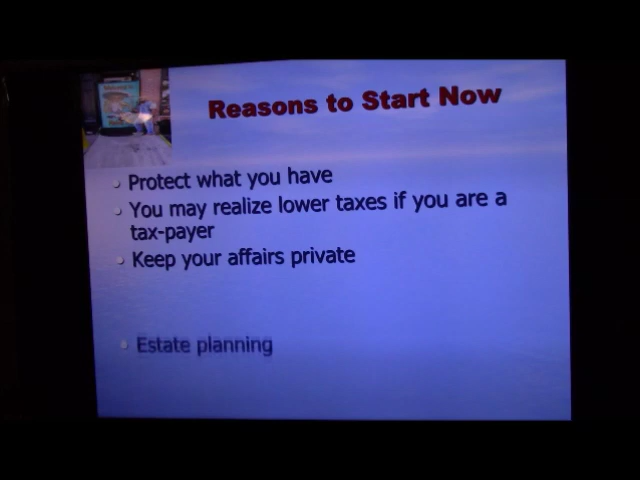 Reasons to Start Now
Protect what you have
You may realize lower taxes if you are a
tax-payer
Keep your affairs private
Estate planning